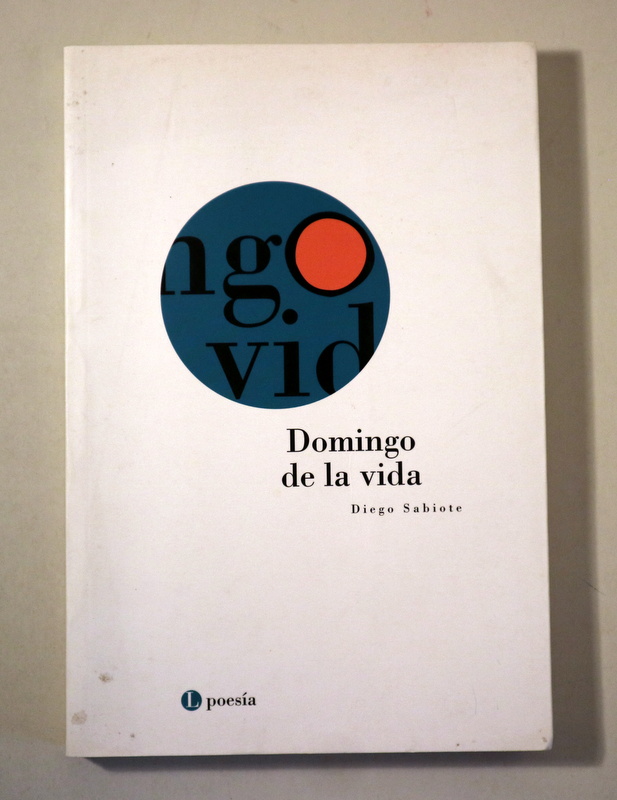 ngo
vid
Domingo
de la vida
Diego Sabiote
L poesía